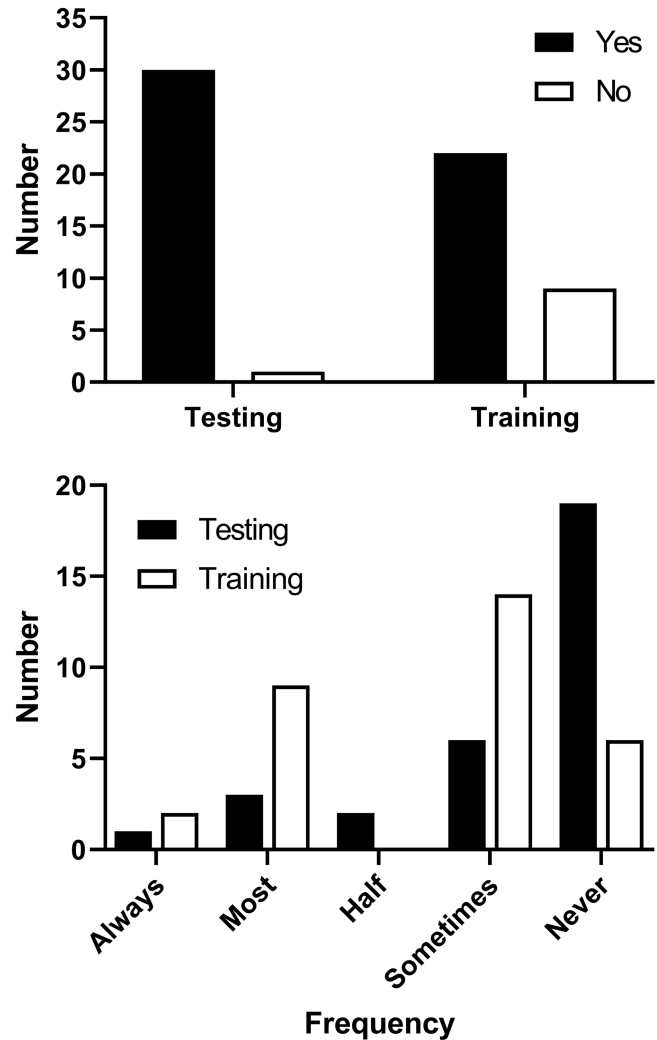 35
30
25
20
15
10
5
0
Number
Yes
No
Testing
Training
20
15
10
5
0
Number
Testing
Training
Always
Most
Half
Sometimes
Never
Frequency